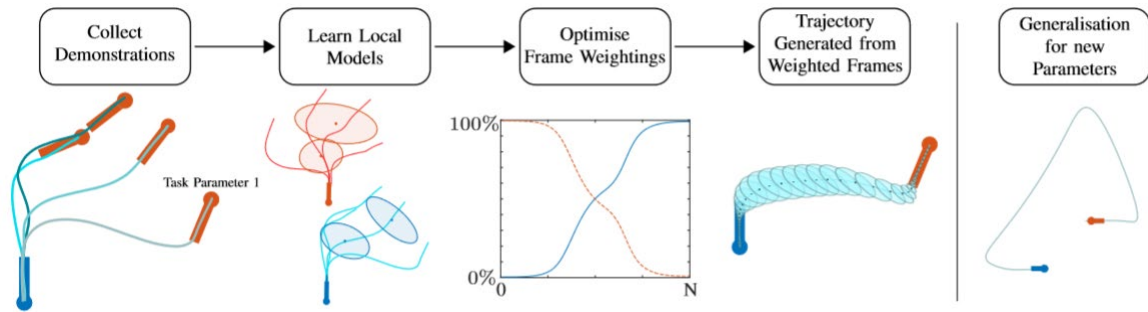 Collect
Demonstrations
Learn Local
Models
Optimise
Frame Weightings
Trajectory
Generated from
Weighted Frames
Generalisation
for new
Parameters
Task Parameter 1
100%
0%
0
N